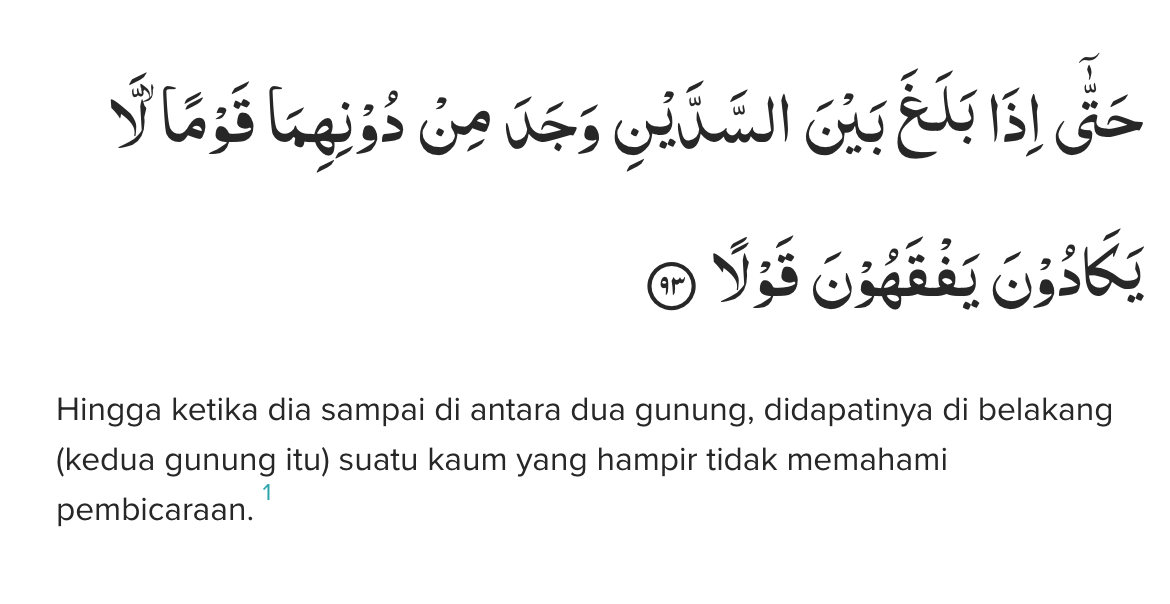 حَتّٰٓى اِذَا بَلَغَ بَيْنَ السَّدَّيْنِ وَجَدَ مِنْ دُوْنِهِمَا قَوْمًا لَّا
يَكَادُوْنَ يَفْقَهُوْنَ قَوْلًا ٩٣
Hingga ketika dia sampai di antara dua gunung, didapatinya di belakang
(kedua gunung itu) suatu kaum yang hampir tidak memahami
pembicaraan. 1